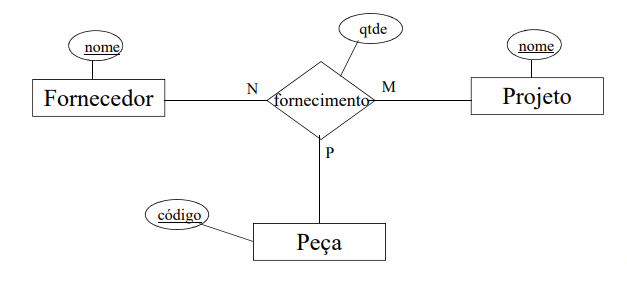 qtde
nome
nome
Fornecedor
N
fornecimento
M
Projeto
P
código
Peça